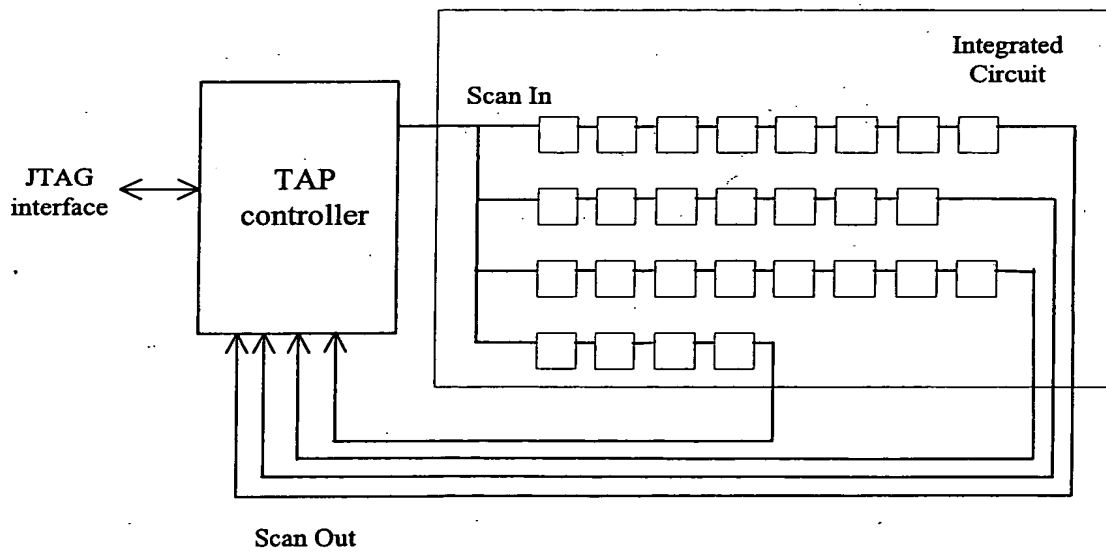 Integrated
Circuit
Scan In
JTAG
interface
TAP
controller
Scan Out